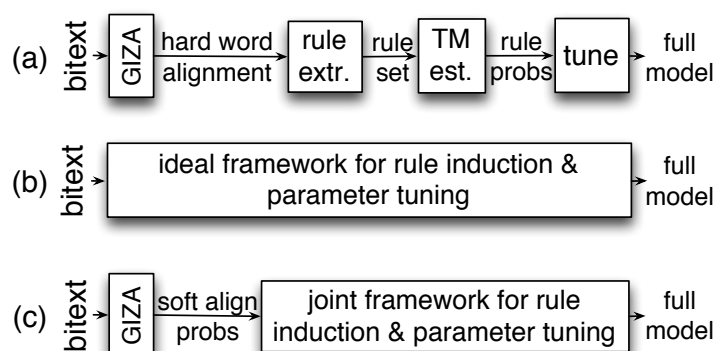 (a) bitext GIZA hard word alignment rule extr. rule set TM est. rule probs tune full model
(b) bitext ideal framework for rule induction & parameter tuning full model
(c) bitext GIZA soft align probs joint framework for rule induction & parameter tuning full model